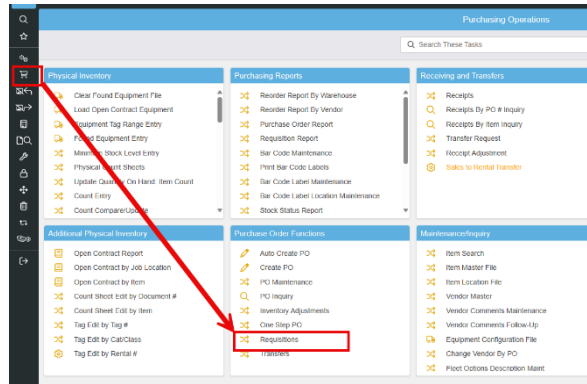 Purchasing Operations
Search These Tasks
Physical Inventory
Clear Found Equipment File
Load Open Contract Equipment
Equipment Tag Range Entry
Found Equipment Entry
Minimum Stock Level Entry
Physical Count Sheets
Update Quantity On Hand: Item Count
Count Entry
Count Compare/Update
Purchasing Reports
Reorder Report By Warehouse
Reorder Report By Vendor
Purchase Order Report
Requisition Report
Bar Code Maintenance
Print Bar Code Labels
Bar Code Label Maintenance
Bar Code Label Location Maintenance
Stock Status Report
Receiving and Transfers
Receipts
Receipts By PO # Inquiry
Receipts By Item Inquiry
Transfer Request
Receipt Adjustment
Sales to Rental Transfer
Additional Physical Inventory
Open Contract Report
Open Contract by Job Location
Open Contract by Item
Count Sheet Edit by Document #
Count Sheet Edit by Item
Tag Edit by Tag #
Tag Edit by Cat/Class
Tag Edit by Rental #
Purchase Order Functions
Auto Create PO
Create PO
PO Maintenance
PO Inquiry
Inventory Adjustments
One Step PO
Requisitions
Transfers
Maintenance/Inquiry
Item Search
Item Master File
Item Location File
Vendor Master
Vendor Comments Maintenance
Vendor Comments Follow-Up
Equipment Configuration File
Change Vendor By PO
Fleet Options Description Maint